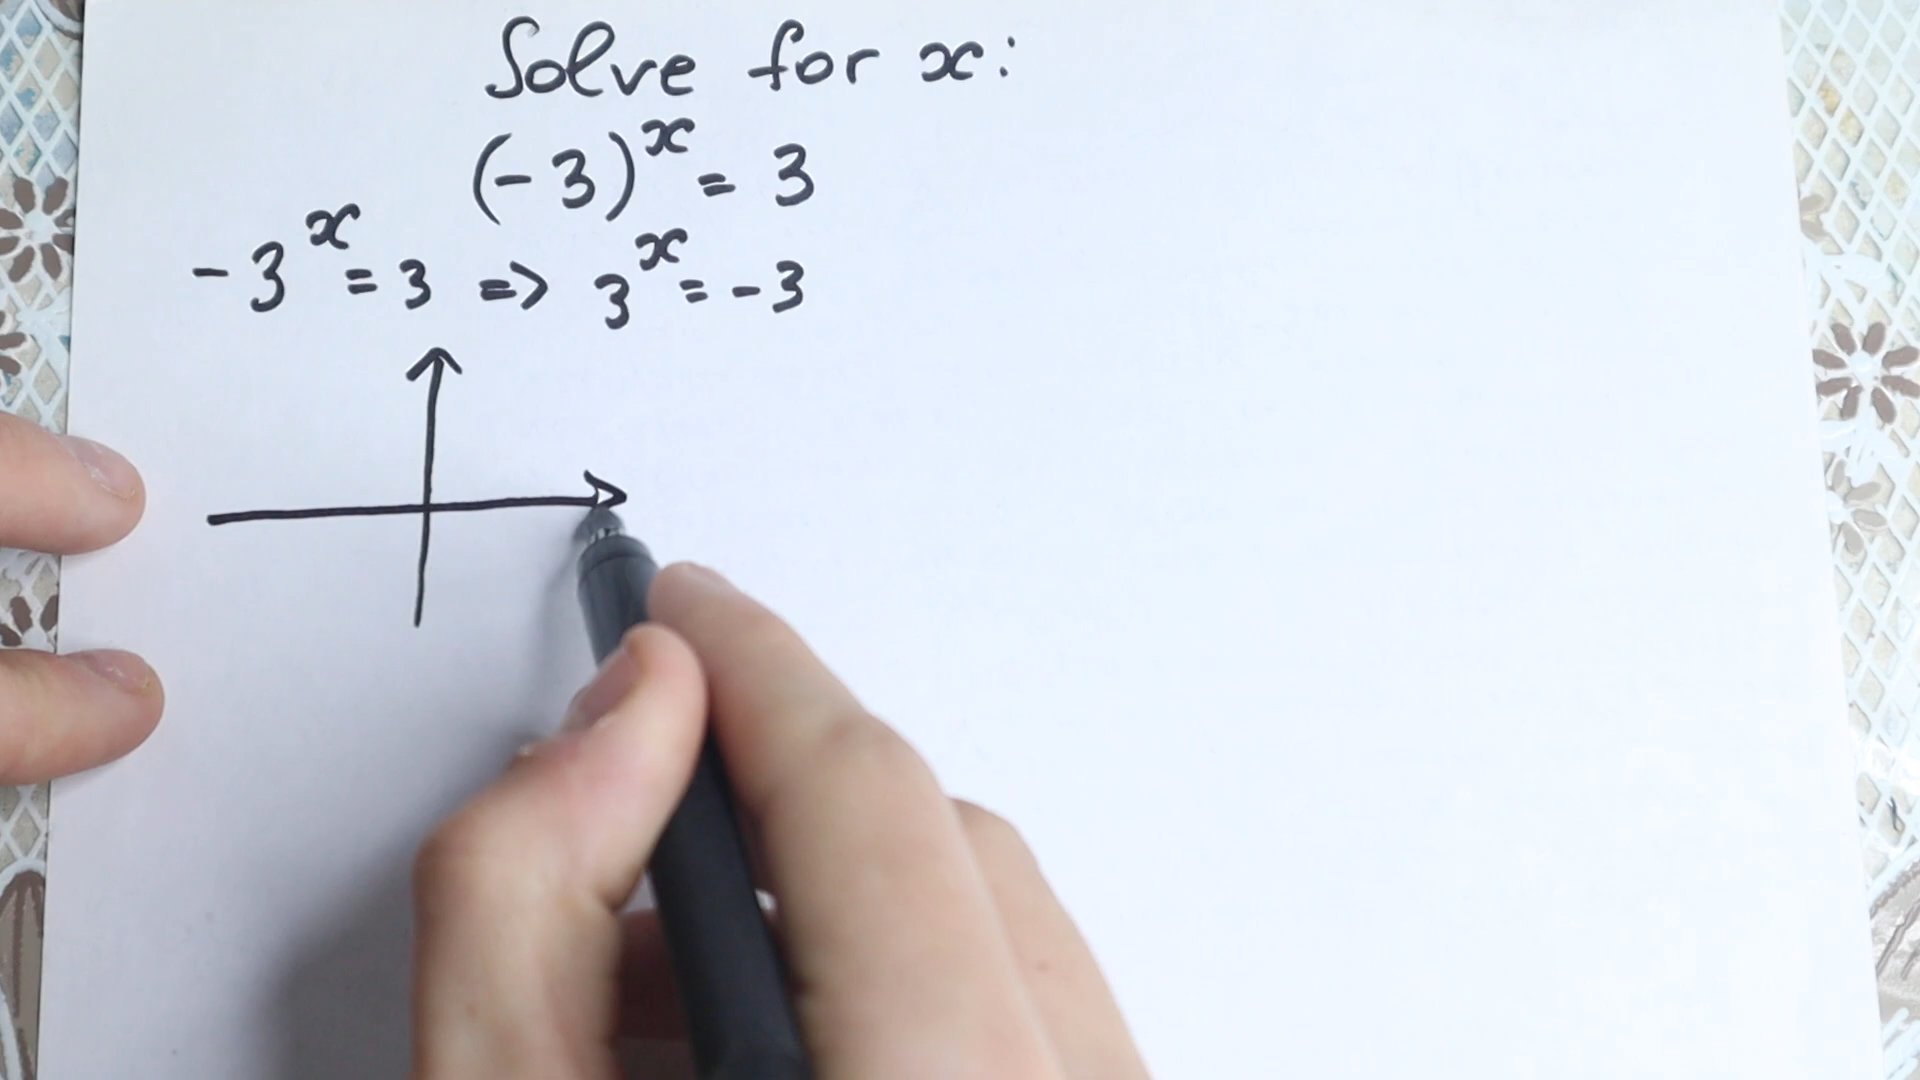 Solve for x:
(-3)^x = 3
-3^x = 3 => 3^x = -3